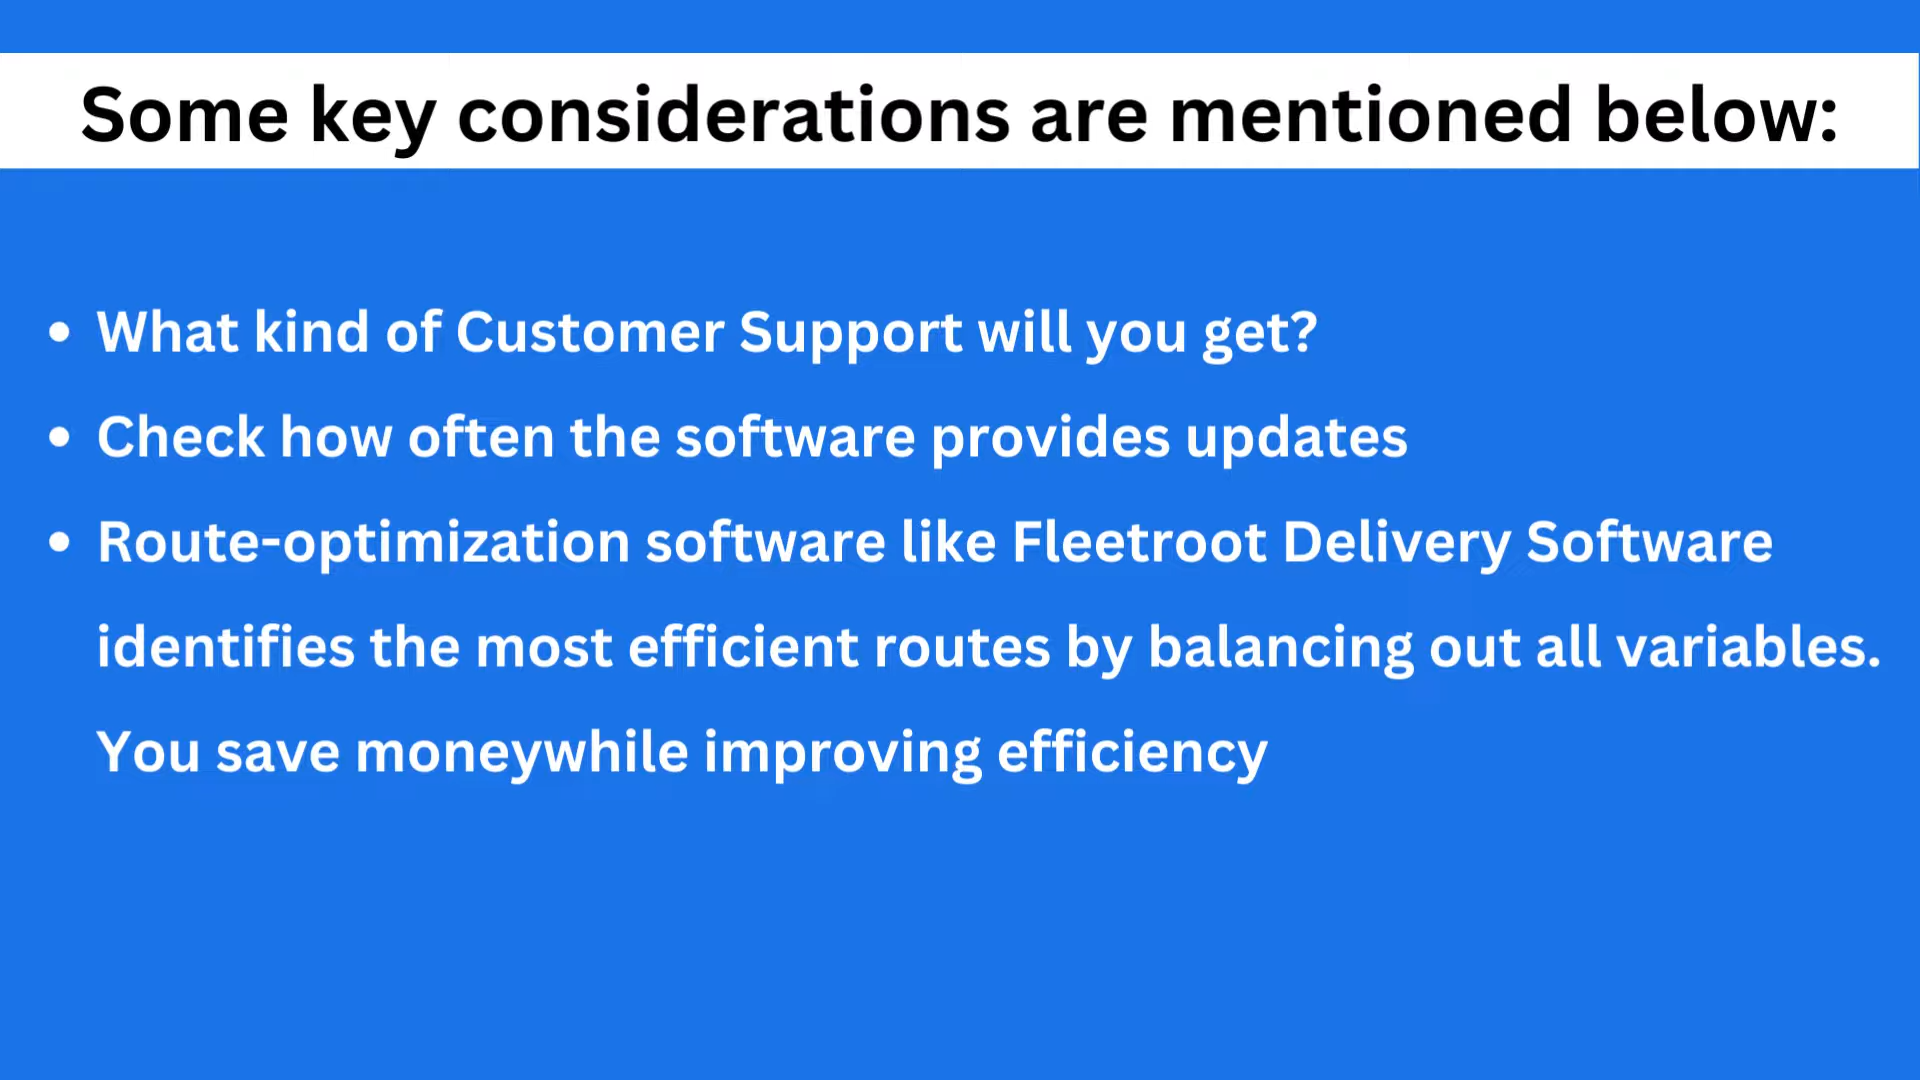 Some key considerations are mentioned below:
• What kind of Customer Support will you get?
• Check how often the software provides updates
• Route-optimization software like Fleetroot Delivery Software
identifies the most efficient routes by balancing out all variables.
You save moneywhile improving efficiency